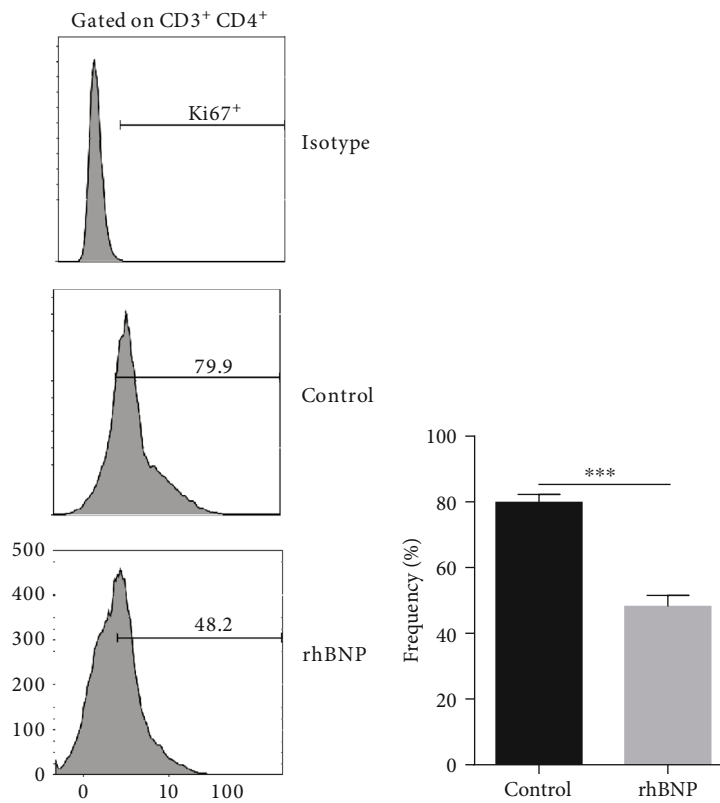 Gated on CD3⁺ CD4⁺
Ki67⁺
Isotype
79.9
Control
500
400
300
200
100
0
48.2
rhBNP
0 10 100
100
80
60
40
20
0
Frequency (%)
***
Control rhBNP